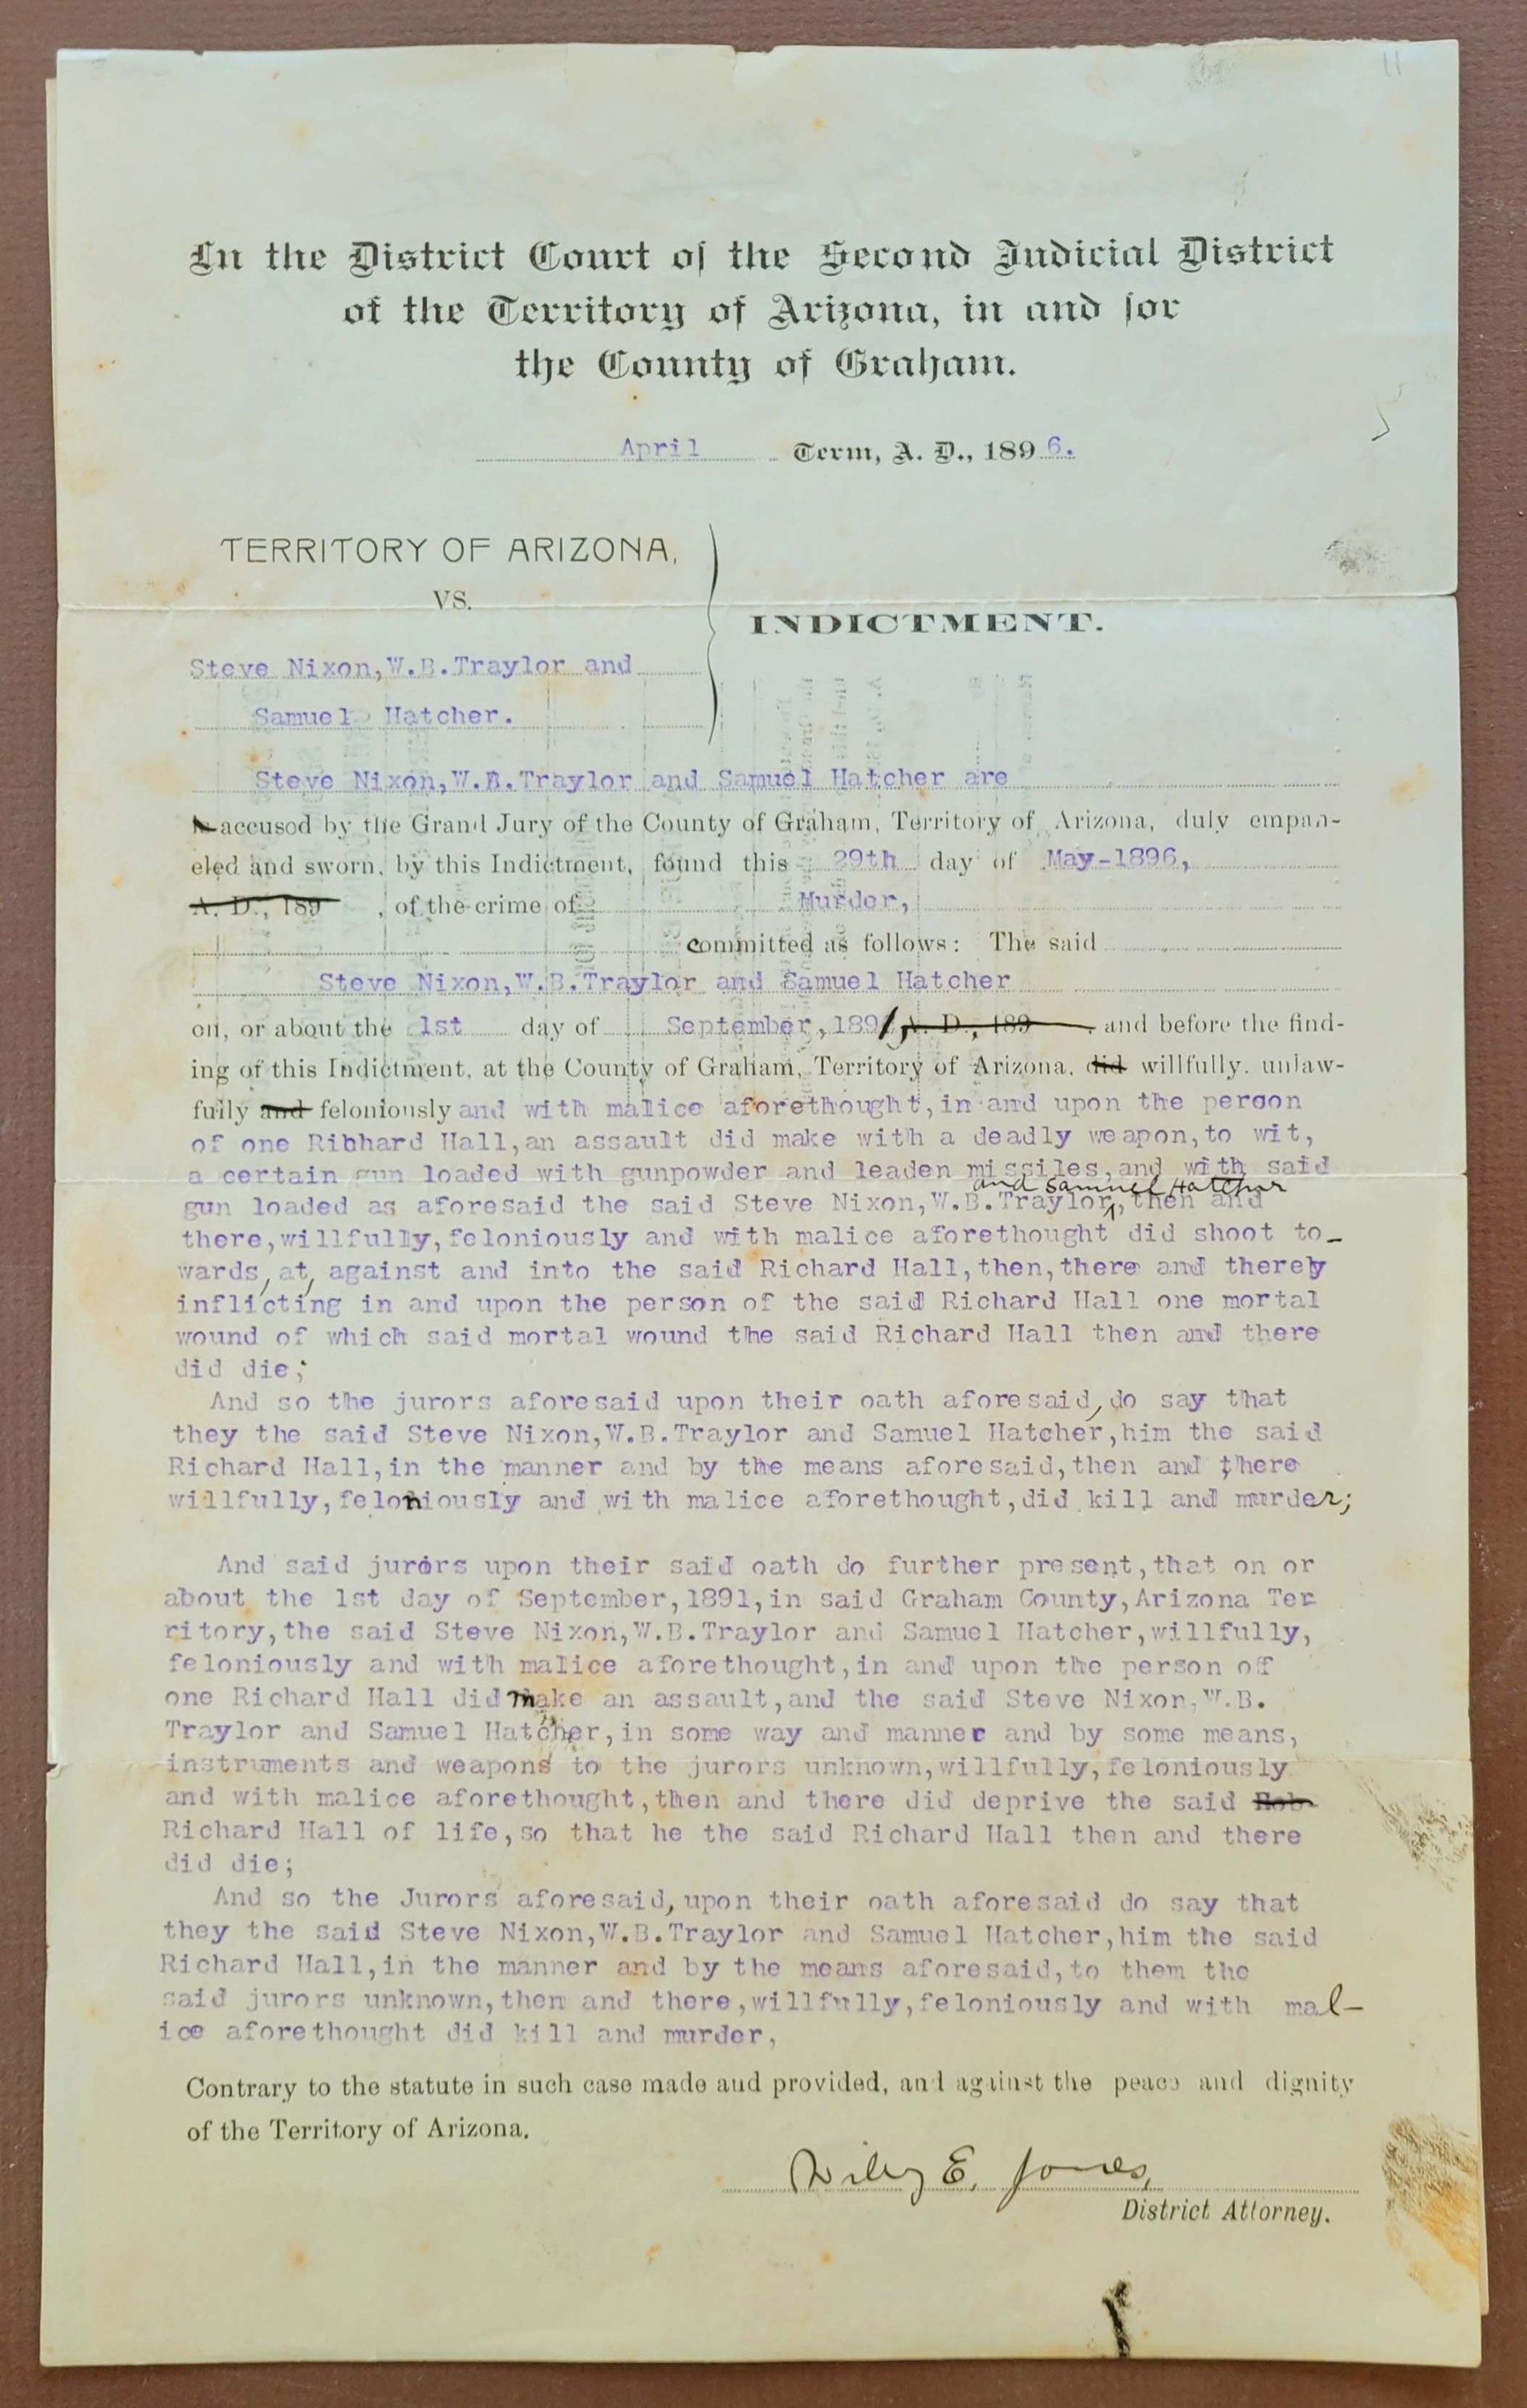 In the District Court of the Second Judicial District
of the Territory of Arizona, in and for
the County of Graham.
April Term, A. D., 1896.
TERRITORY OF ARIZONA,
VS.
INDICTMENT.
Steve Nixon,W.B.Traylor and
Samuel Hatcher.
Steve Nixon,W.B.Traylor and Samuel Hatcher are
is accused by the Grand Jury of the County of Graham, Territory of Arizona, duly empan-
eled and sworn, by this Indictment, found this 29th day of May-1896,
A. D., 189 , of the crime of Murder,
committed as follows: The said
Steve Nixon,W.B.Traylor and Samuel Hatcher
on, or about the 1st day of September,1891, A. D., 189 , and before the find-
ing of this Indictment, at the County of Graham, Territory of Arizona, did willfully, unlaw-
fully and feloniously and with malice aforethought,in and upon the person
of one Ribhard Hall,an assault did make with a deadly weapon,to wit,
a certain gun loaded with gunpowder and leaden missiles,and with said
and Samuel Hatcher
gun loaded as aforesaid the said Steve Nixon,W.B.Traylor,then and
there,willfully,feloniously and with malice aforethought did shoot to-
wards,at,against and into the said Richard Hall,then,there and thereby
inflicting in and upon the person of the said Richard Hall one mortal
wound of which said mortal wound the said Richard Hall then and there
did die;
And so the jurors aforesaid upon their oath aforesaid,do say that
they the said Steve Nixon,W.B.Traylor and Samuel Hatcher,him the said
Richard Hall,in the manner and by the means aforesaid,then and there
willfully,feloniously and with malice aforethought,did kill and murder;
And said jurors upon their said oath do further present,that on or
about the 1st day of September,1891,in said Graham County,Arizona Ter
ritory,the said Steve Nixon,W.B.Traylor and Samuel Hatcher,willfully,
feloniously and with malice aforethought,in and upon the person of
one Richard Hall did make an assault,and the said Steve Nixon,W.B.
Traylor and Samuel Hatcher,in some way and manner and by some means,
instruments and weapons to the jurors unknown,willfully,feloniously
and with malice aforethought,then and there did deprive the said Rob
Richard Hall of life,so that he the said Richard Hall then and there
did die;
And so the Jurors aforesaid,upon their oath aforesaid do say that
they the said Steve Nixon,W.B.Traylor and Samuel Hatcher,him the said
Richard Hall,in the manner and by the means aforesaid,to them the
said jurors unknown,then and there,willfully,feloniously and with mal-
ice aforethought did kill and murder,
Contrary to the statute in such case made and provided, and against the peace and dignity
of the Territory of Arizona.
Wiley E. Jones,
District Attorney.